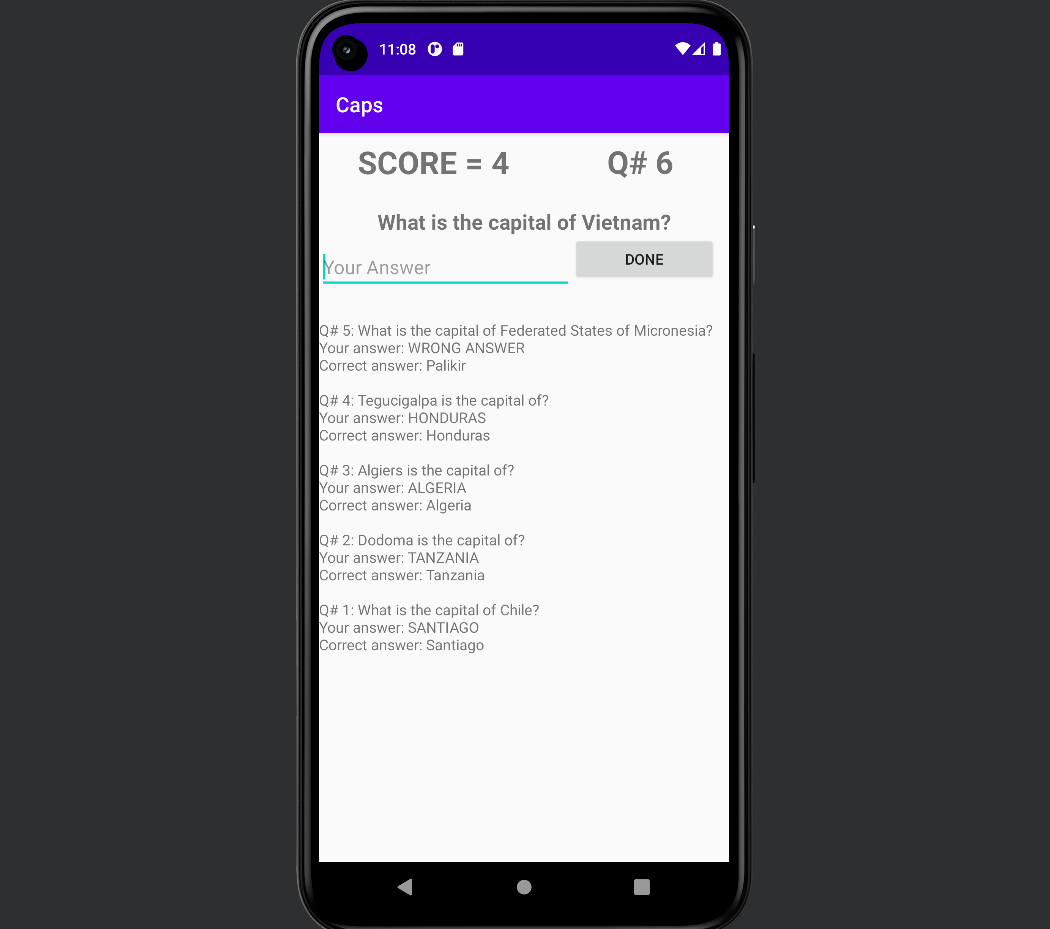 11:08
Caps
SCORE = 4 Q# 6
What is the capital of Vietnam?
Your Answer DONE
Q# 5: What is the capital of Federated States of Micronesia?
Your answer: WRONG ANSWER
Correct answer: Palikir
Q# 4: Tegucigalpa is the capital of?
Your answer: HONDURAS
Correct answer: Honduras
Q# 3: Algiers is the capital of?
Your answer: ALGERIA
Correct answer: Algeria
Q# 2: Dodoma is the capital of?
Your answer: TANZANIA
Correct answer: Tanzania
Q# 1: What is the capital of Chile?
Your answer: SANTIAGO
Correct answer: Santiago